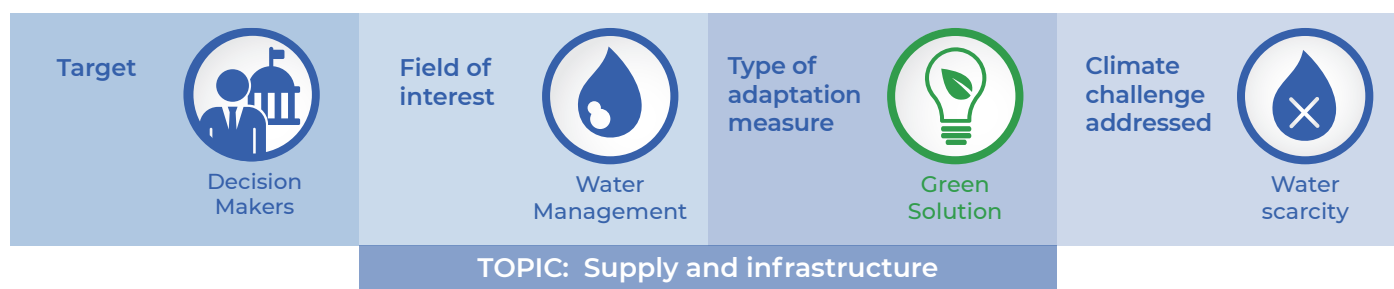 Target
Decision
Makers
Field of
interest
Water
Management
Type of
adaptation
measure
Green
Solution
Climate
challenge
addressed
Water
scarcity
TOPIC:  Supply and infrastructure